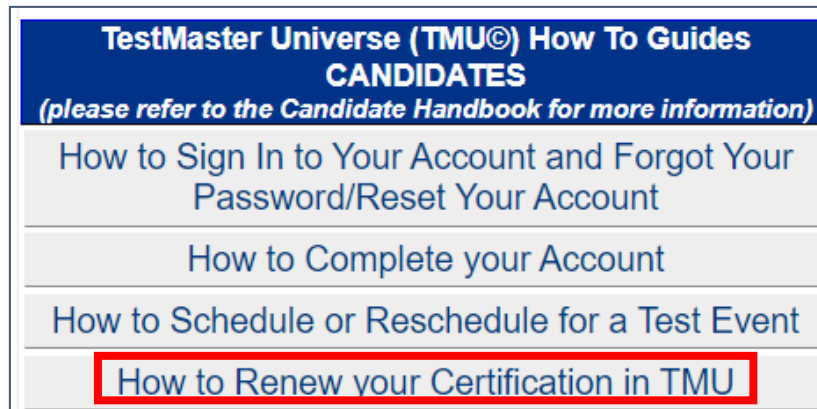 TestMaster Universe (TMU©) How To Guides
CANDIDATES
(please refer to the Candidate Handbook for more information)
How to Sign In to Your Account and Forgot Your
Password/Reset Your Account
How to Complete your Account
How to Schedule or Reschedule for a Test Event
How to Renew your Certification in TMU